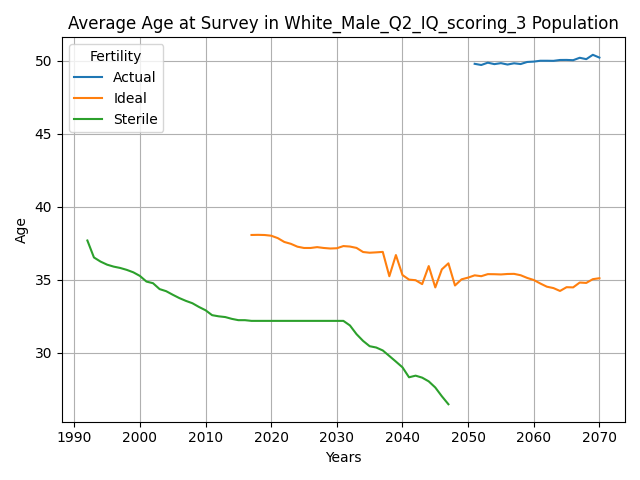 Average Age at Survey in White_Male_Q2_IQ_scoring_3 Population
Fertility
Actual
Ideal
Sterile
Age
50
45
40
35
30
1990 2000 2010 2020 2030 2040 2050 2060 2070
Years